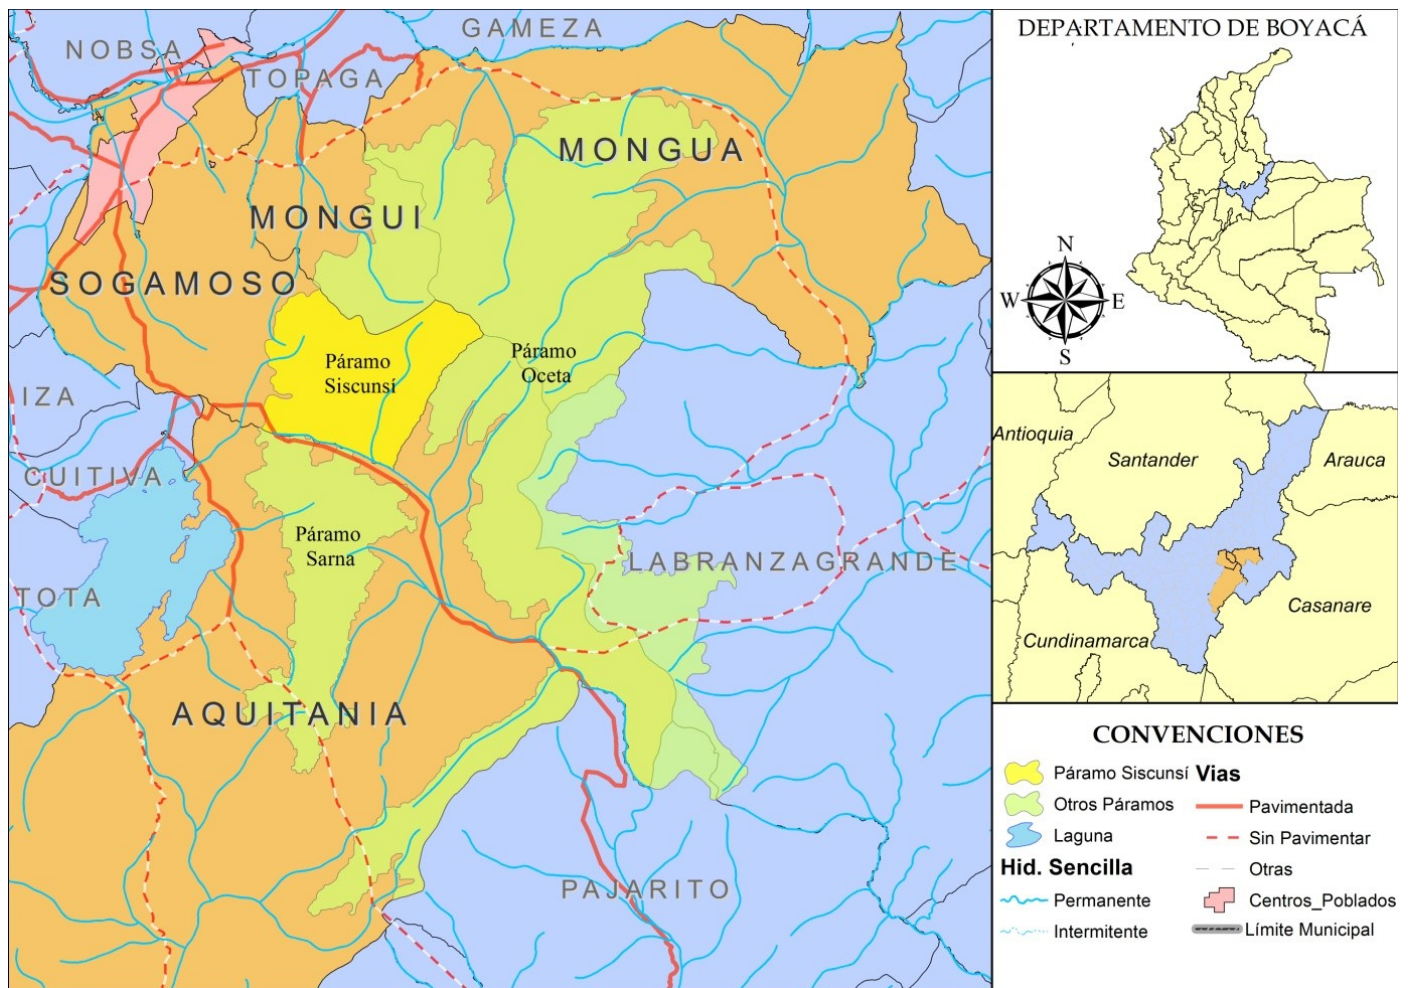 NOBSA
GAMEZA
TOPAGA
MONGUA
MONGUI
SOGAMOSO
Páramo
Siscunsí
Páramo
Oceta
IZA
CUITIVA
Páramo
Sarna
LABRANZAGRANDE
TOTA
AQUITANIA
PAJARITO
DEPARTAMENTO DE BOYACÁ
N
W E
S
Antioquia
Santander
Arauca
Casanare
Cundinamarca
CONVENCIONES
Páramo Siscunsí
Otros Páramos
Laguna
Hid. Sencilla
Permanente
Intermitente
Vias
Pavimentada
Sin Pavimentar
Otras
Centros_Poblados
Límite Municipal